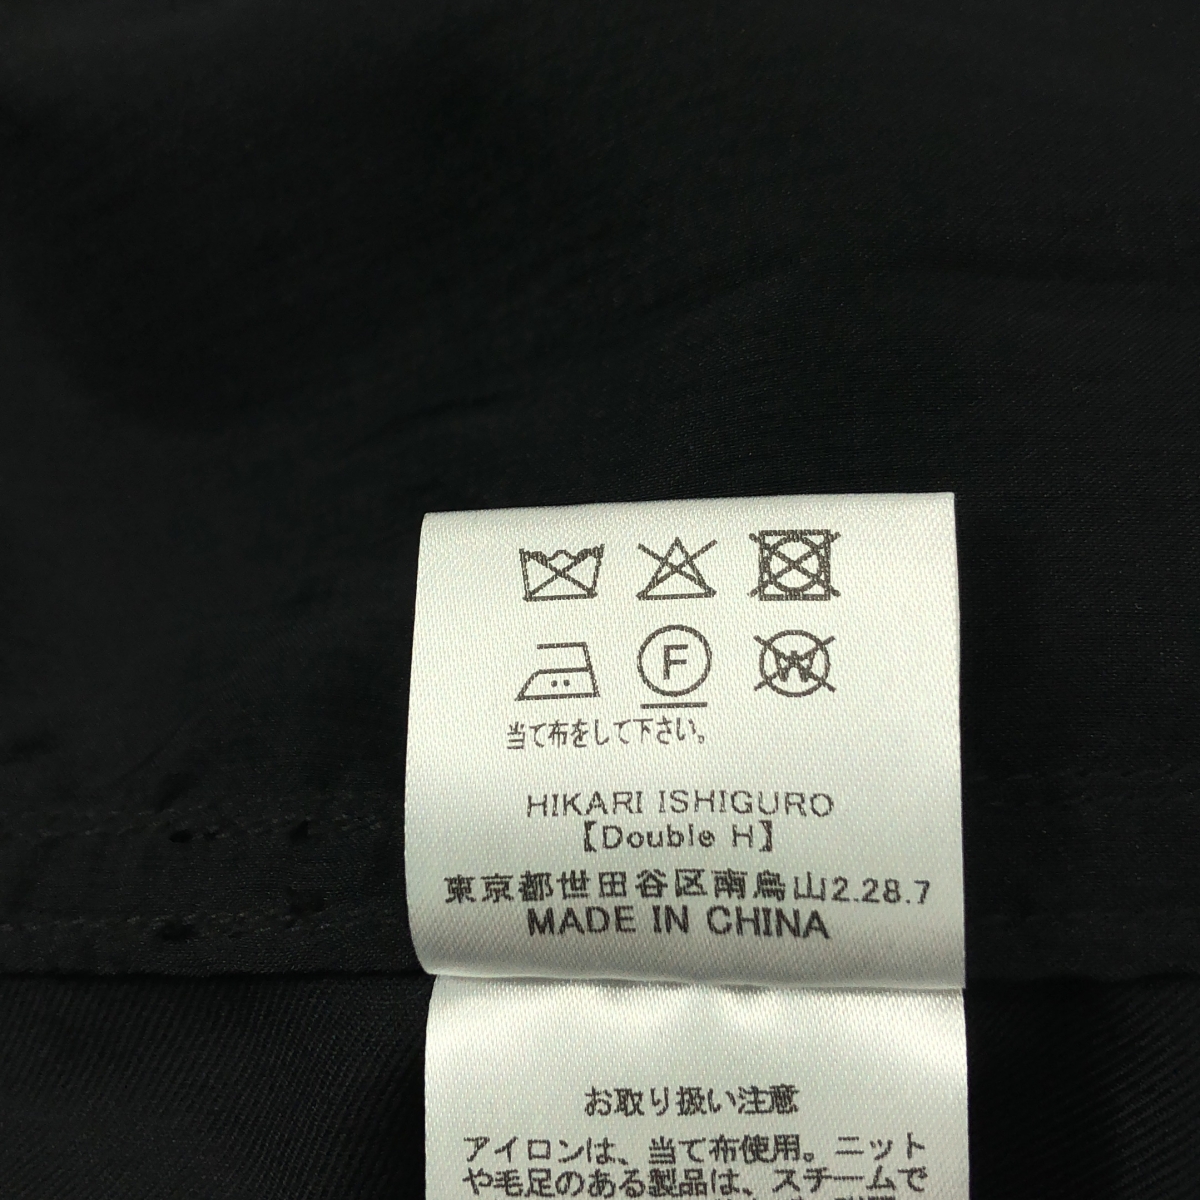 F
W
当て布をして下さい。
HIKARI ISHIGURO
【Double H】
東京都世田谷区南烏山2.28.7
MADE IN CHINA
お取り扱い注意
アイロンは、当て布使用。ニット
や毛足のある製品は、スチームで